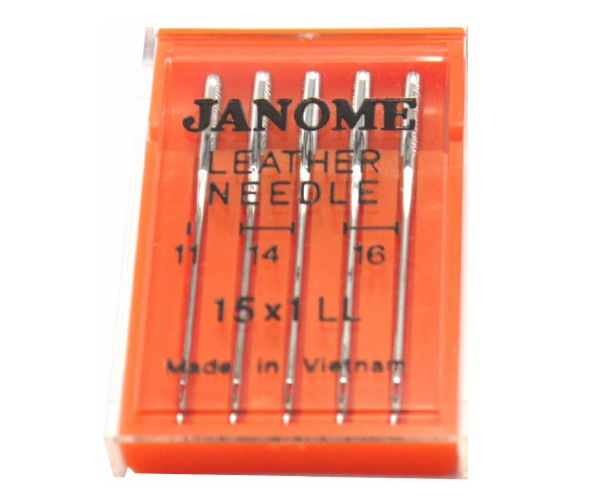 JANOME
LEATHER
NEEDLE
11 14 16
15x1 LL
Made in Vietnam